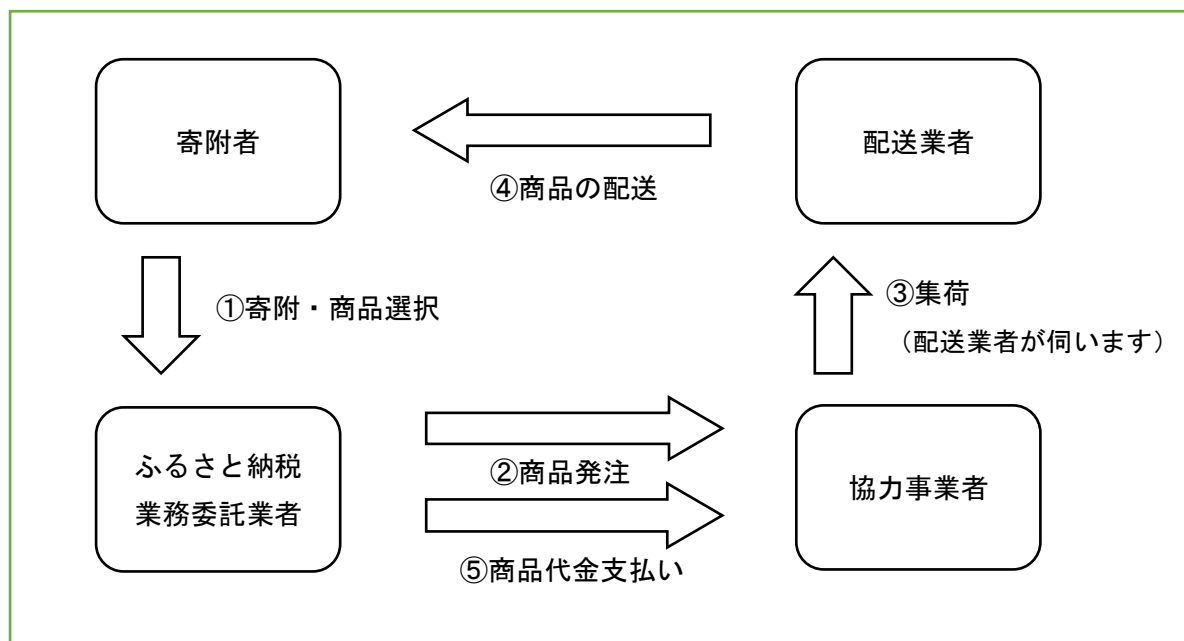 寄附者
配送業者
④商品の配送
①寄附・商品選択
③集荷
（配送業者が伺います）
ふるさと納税
業務委託業者
②商品発注
⑤商品代金支払い
協力事業者